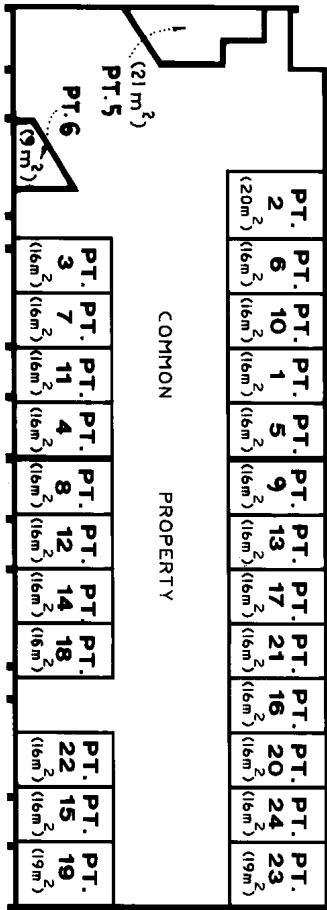 PT.
2
(20m²)
PT.
6
(16m²)
PT.
10
(16m²)
PT.
1
(16m²)
PT.
5
(16m²)
PT.
9
(16m²)
PT.
13
(16m²)
PT.
17
(16m²)
PT.
21
(16m²)
PT.
16
(16m²)
PT.
20
(16m²)
PT.
24
(16m²)
PT.
23
(19m²)
(21m²)
PT.5
PT.6
(9m²)
COMMON PROPERTY
PT.
3
(16m²)
PT.
7
(16m²)
PT.
11
(16m²)
PT.
4
(16m²)
PT.
8
(16m²)
PT.
12
(16m²)
PT.
14
(16m²)
PT.
18
(16m²)
PT.
22
(16m²)
PT.
15
(16m²)
PT.
19
(19m²)